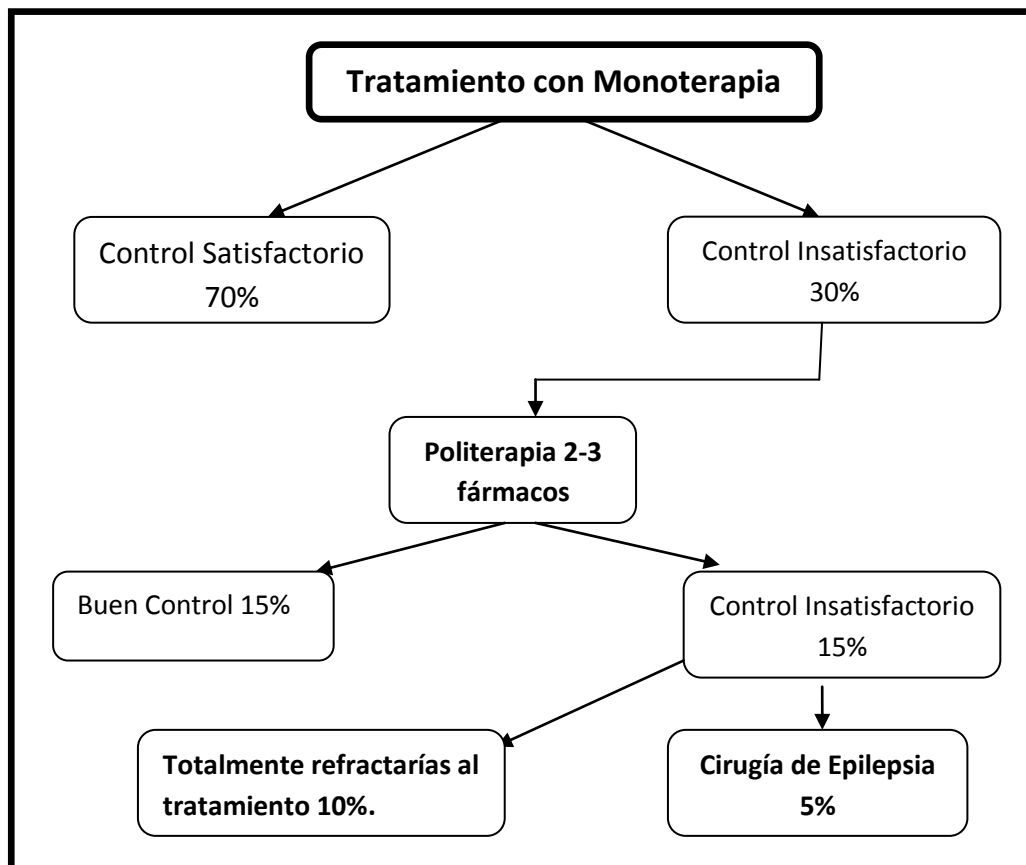 Tratamiento con Monoterapia
Control Satisfactorio
70%
Control Insatisfactorio
30%
Politerapia 2-3
fármacos
Buen Control 15%
Control Insatisfactorio
15%
Totalmente refractarías al
tratamiento 10%.
Cirugía de Epilepsia
5%